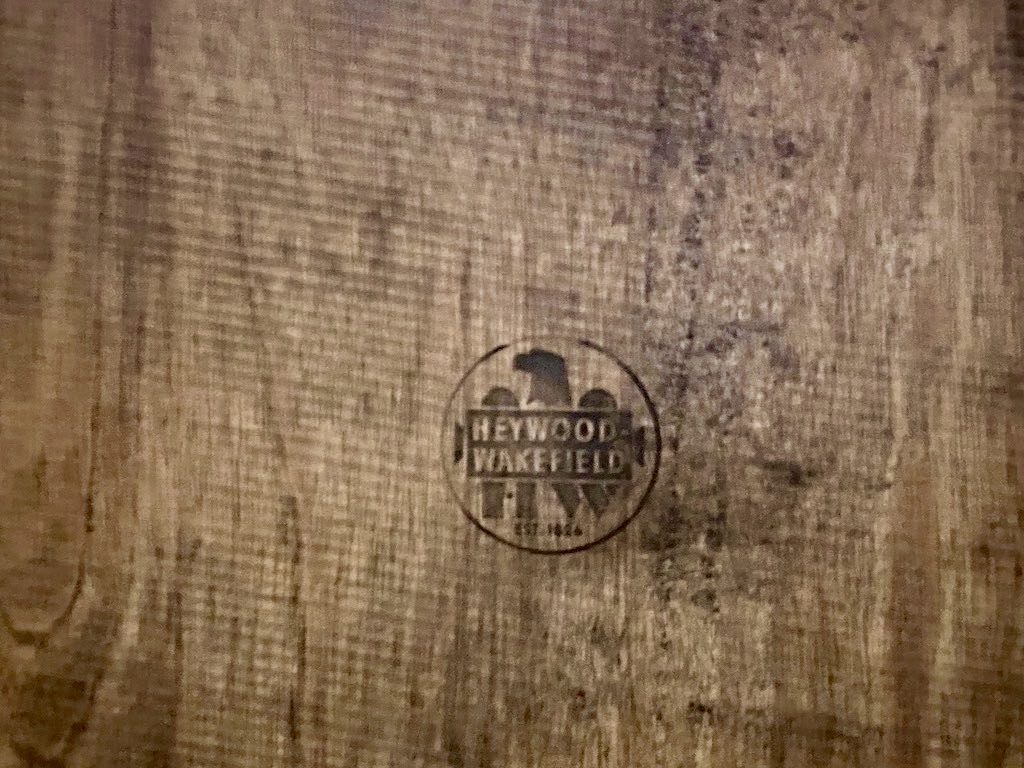 HEYWOOD-
WAKEFIELD
HW
EST. 1826